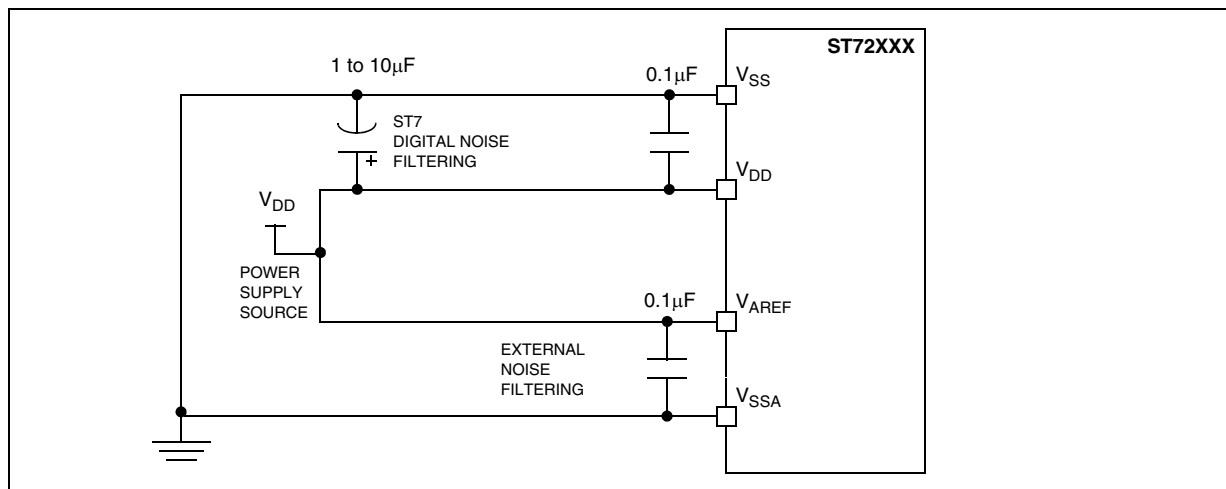 ST72XXX
1 to 10μF
0.1μF
VSS
ST7
DIGITAL NOISE
FILTERING
+
VDD
VDD
POWER
SUPPLY
SOURCE
0.1μF
VAREF
EXTERNAL
NOISE
FILTERING
VSSA